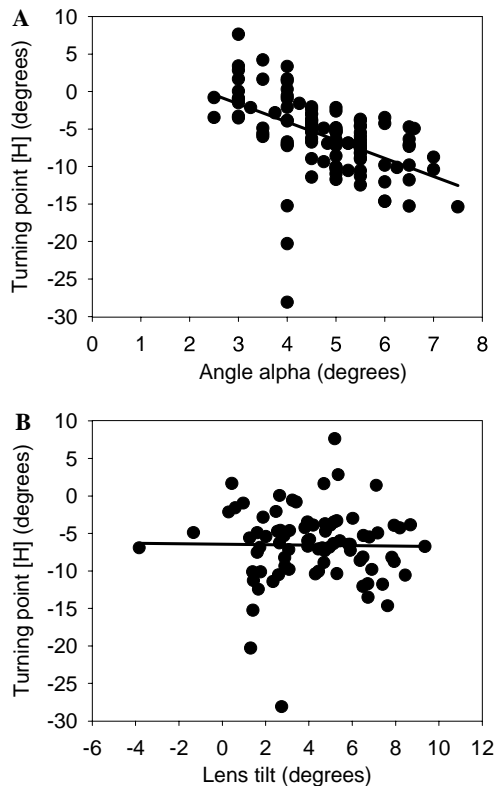 A
Turning point [H] (degrees)
10
5
0
-5
-10
-15
-20
-25
-30
0 1 2 3 4 5 6 7 8
Angle alpha (degrees)
B
Turning point [H] (degrees)
10
5
0
-5
-10
-15
-20
-25
-30
-6 -4 -2 0 2 4 6 8 10 12
Lens tilt (degrees)